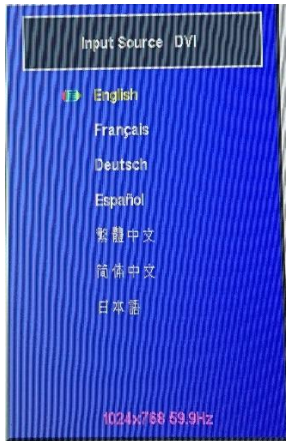 Input Source DVI
English
Français
Deutsch
Español
繁體中文
简体中文
日本語
1024x768 59.9Hz